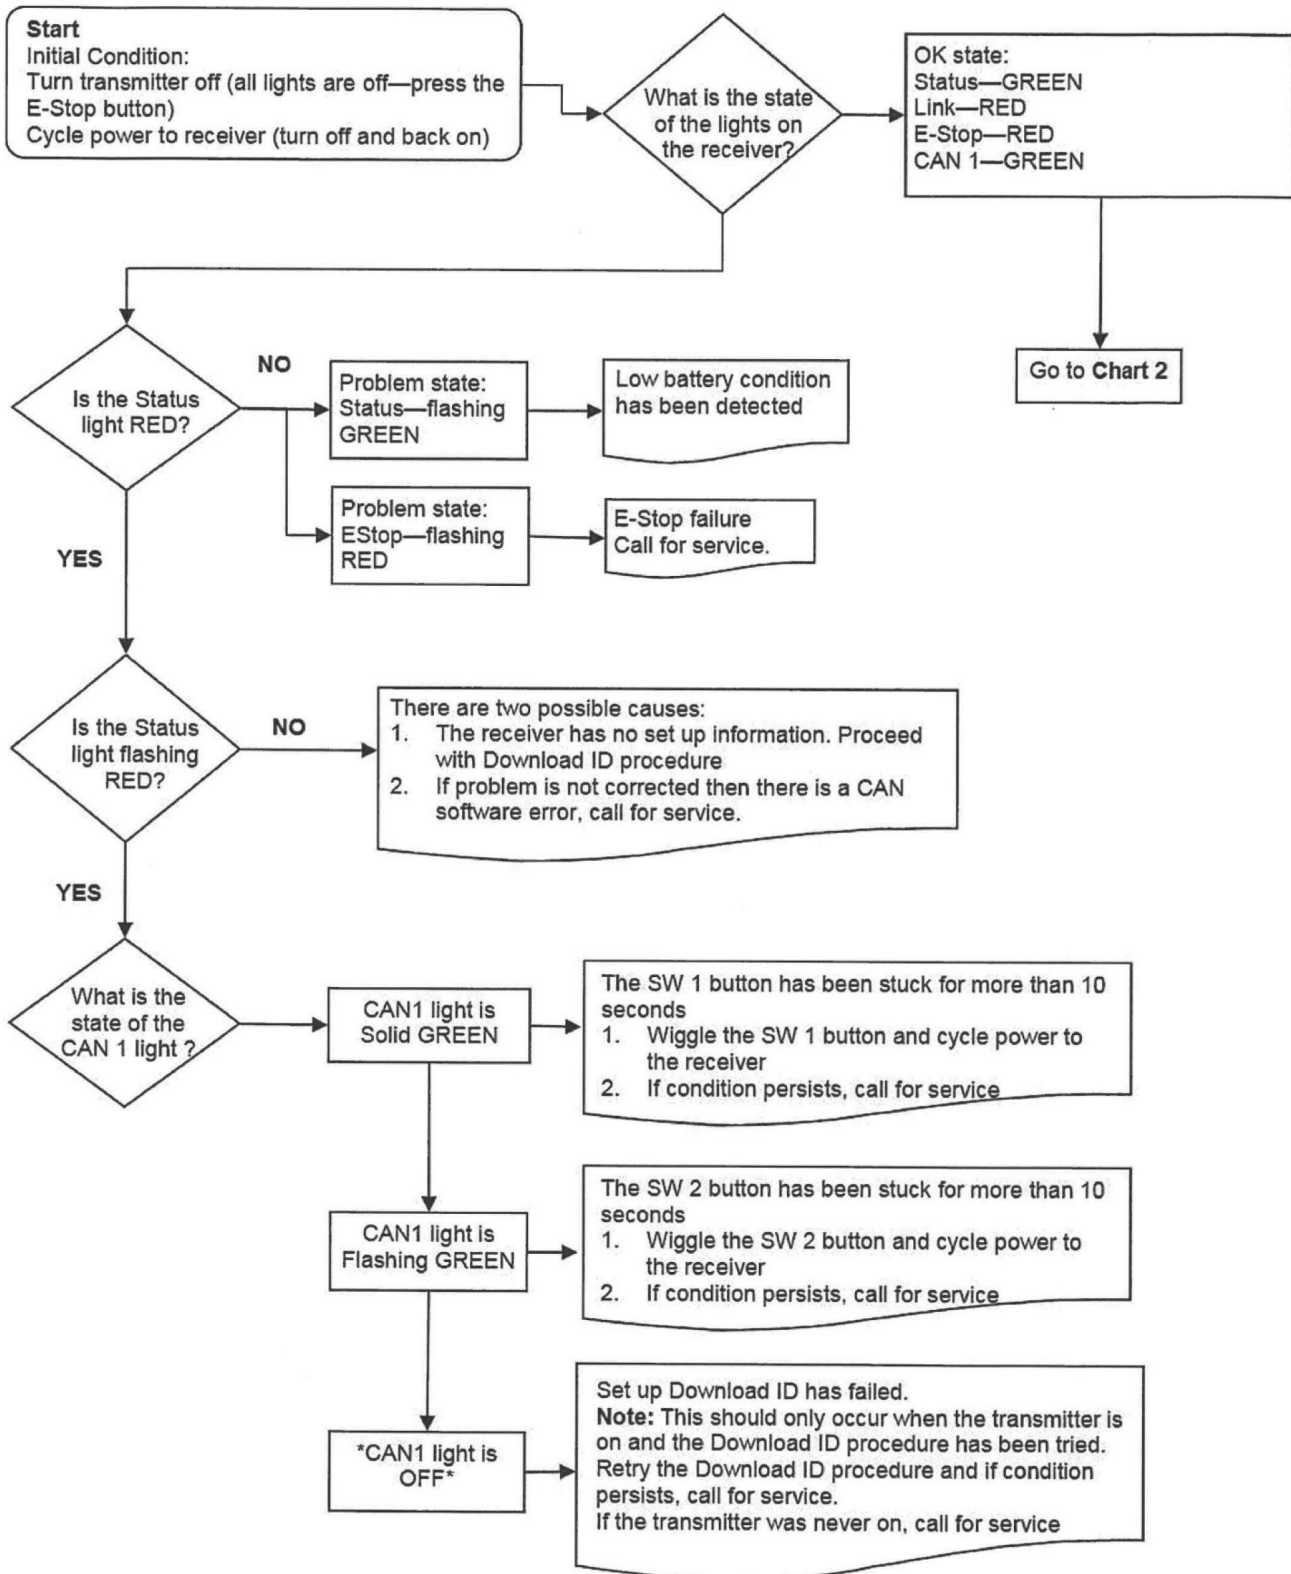 Start
Initial Condition:
Turn transmitter off (all lights are off—press the
E-Stop button)
Cycle power to receiver (turn off and back on)
What is the state
of the lights on
the receiver?
OK state:
Status—GREEN
Link—RED
E-Stop—RED
CAN 1—GREEN
Go to Chart 2
Is the Status
light RED?
NO
Problem state:
Status—flashing
GREEN
Low battery condition
has been detected
Problem state:
EStop—flashing
RED
E-Stop failure
Call for service.
YES
Is the Status
light flashing
RED?
NO
There are two possible causes:
1. The receiver has no set up information. Proceed
with Download ID procedure
2. If problem is not corrected then there is a CAN
software error, call for service.
YES
What is the
state of the
CAN 1 light ?
CAN1 light is
Solid GREEN
The SW 1 button has been stuck for more than 10
seconds
1. Wiggle the SW 1 button and cycle power to
the receiver
2. If condition persists, call for service
CAN1 light is
Flashing GREEN
The SW 2 button has been stuck for more than 10
seconds
1. Wiggle the SW 2 button and cycle power to
the receiver
2. If condition persists, call for service
*CAN1 light is
OFF*
Set up Download ID has failed.
Note: This should only occur when the transmitter is
on and the Download ID procedure has been tried.
Retry the Download ID procedure and if condition
persists, call for service.
If the transmitter was never on, call for service